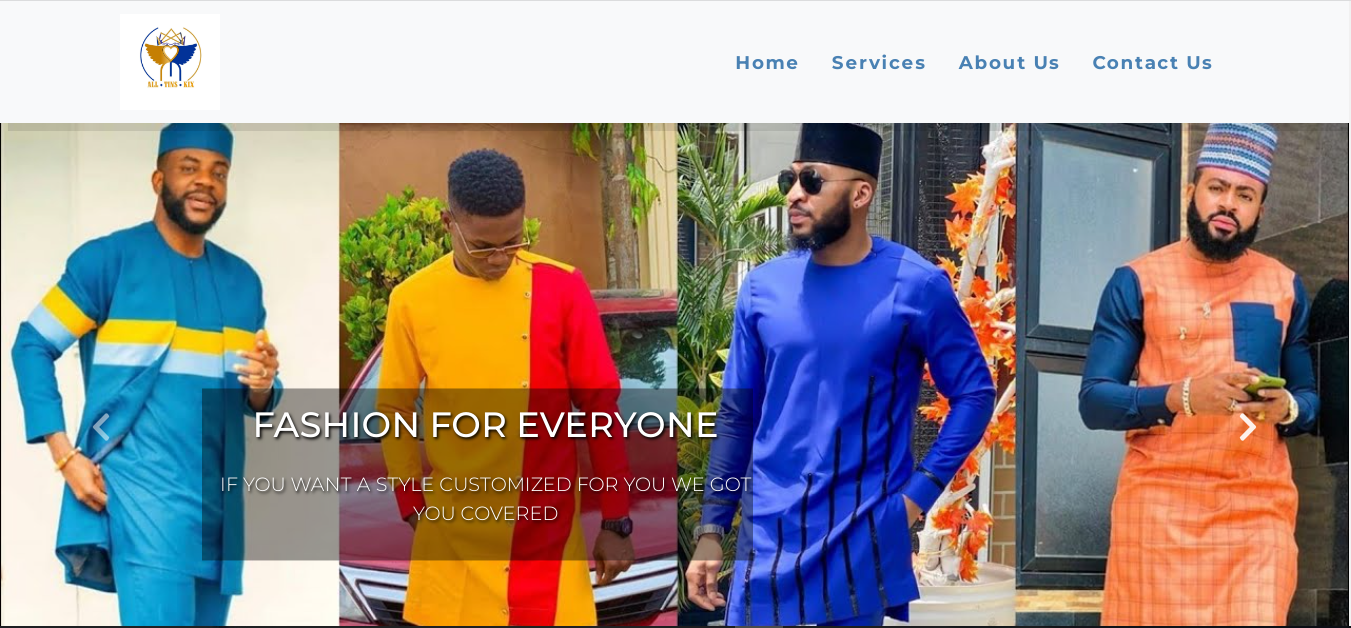 ALL • TINS • KIX
Home Services About Us Contact Us
FASHION FOR EVERYONE
IF YOU WANT A STYLE CUSTOMIZED FOR YOU WE GOT
YOU COVERED